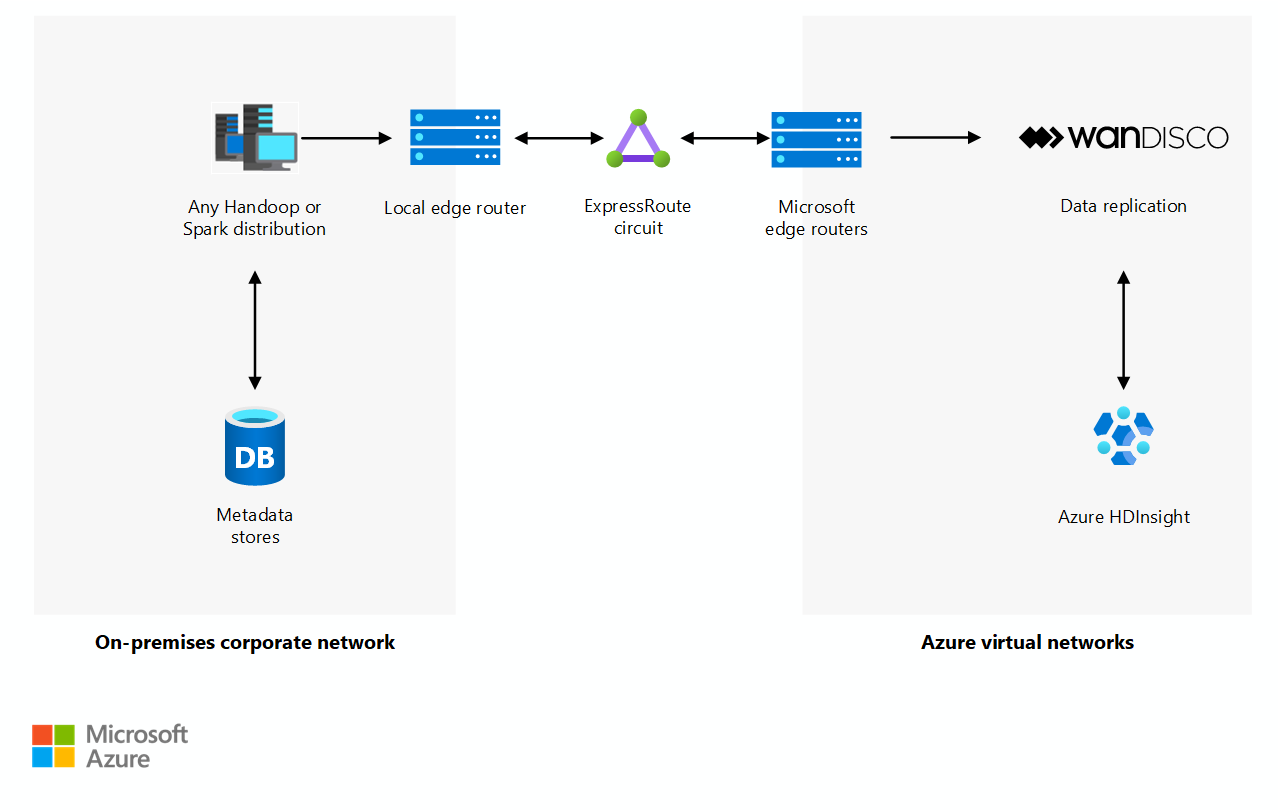 Any Handoop or
Spark distribution
Local edge router
ExpressRoute
circuit
Microsoft
edge routers
wanDISCO
Data replication
DB
Metadata
stores
Azure HDInsight
On-premises corporate network
Azure virtual networks
Microsoft
Azure